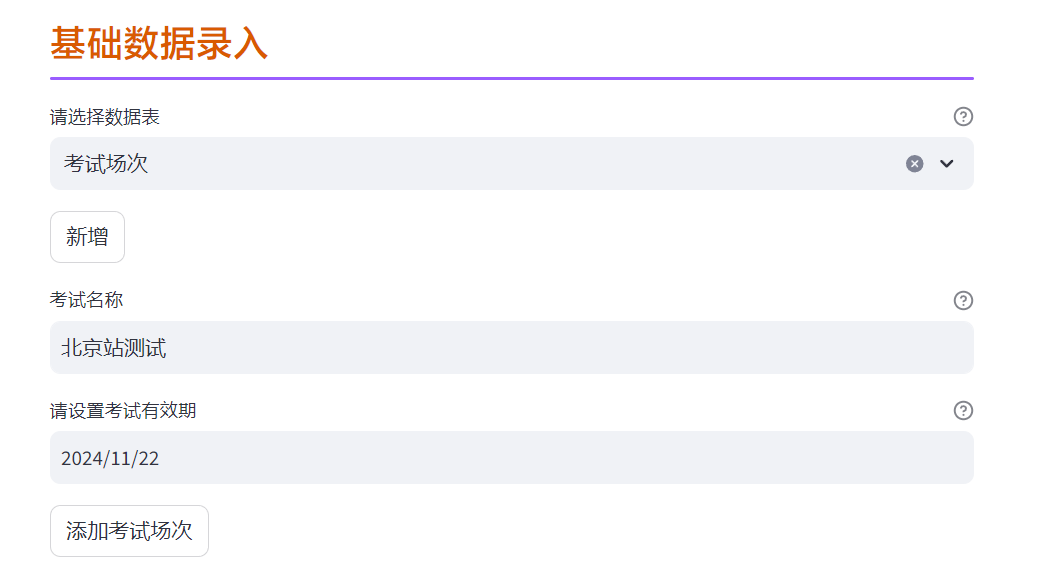 基础数据录入
请选择数据表
考试场次
新增
考试名称
北京站测试
请设置考试有效期
2024/11/22
添加考试场次